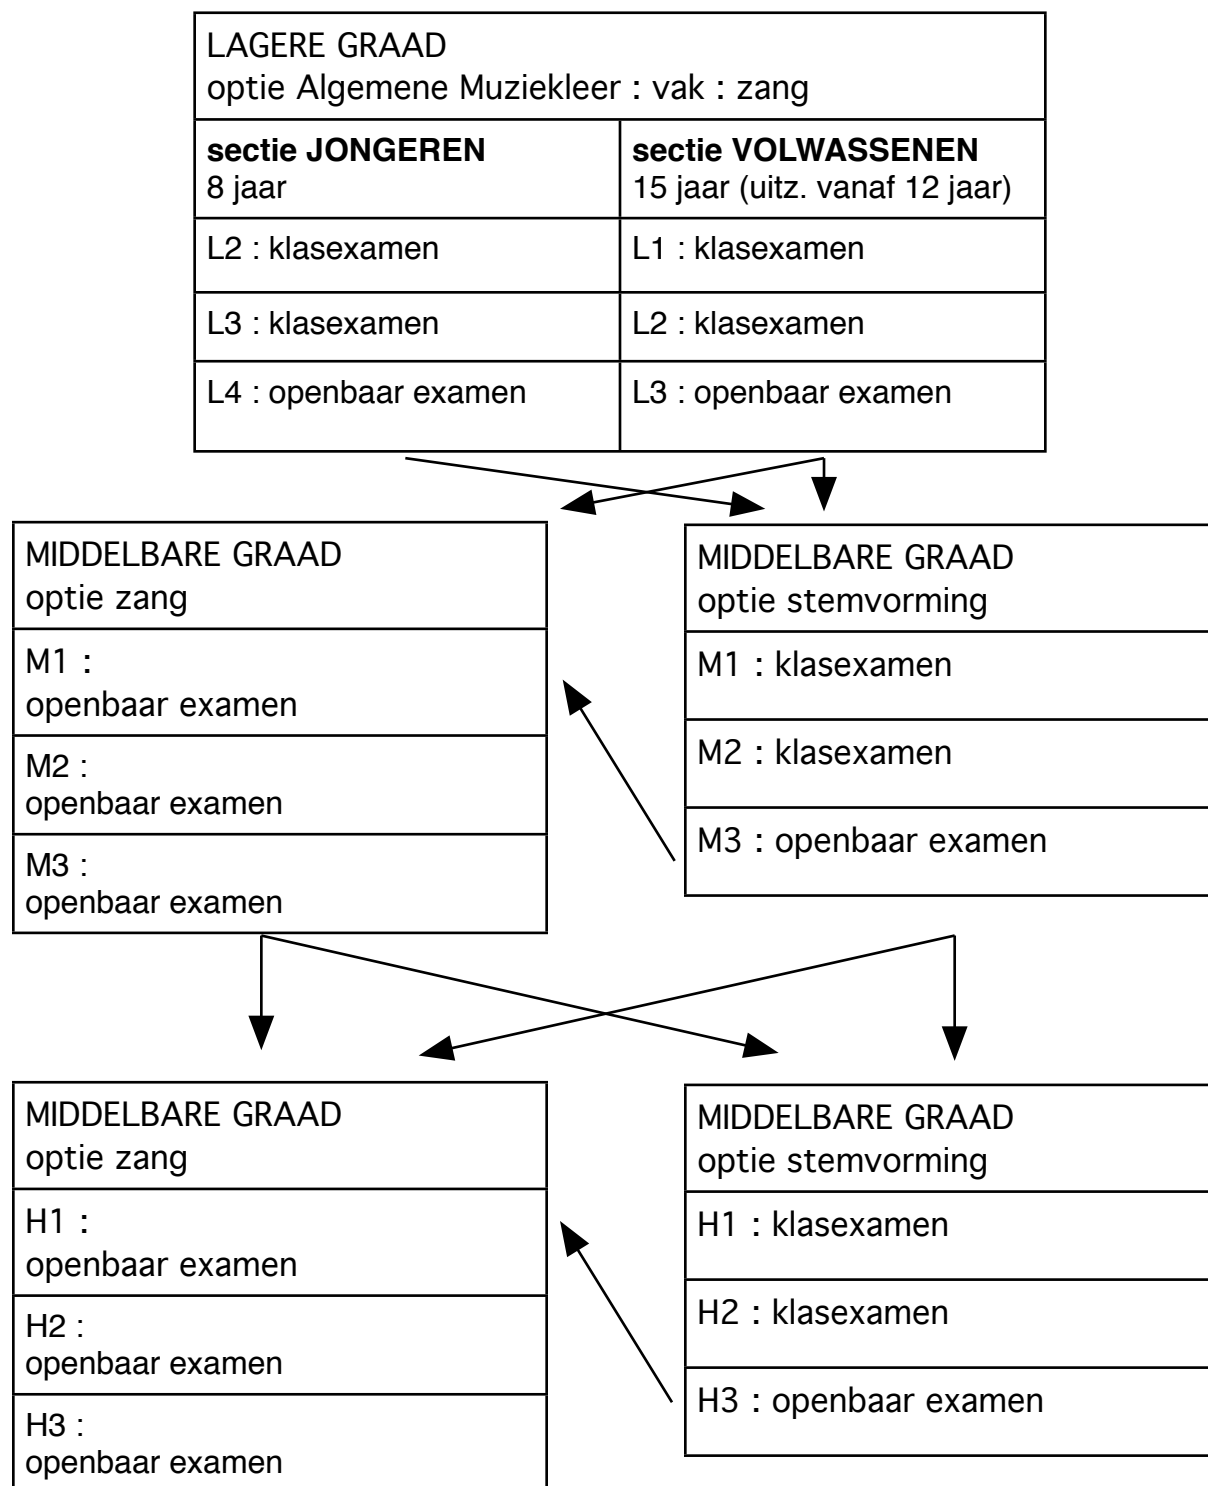 LAGERE GRAAD
optie Algemene Muziekleer : vak : zang
sectie JONGEREN
8 jaar
sectie VOLWASSENEN
15 jaar (uitz. vanaf 12 jaar)
L2 : klasexamen
L1 : klasexamen
L3 : klasexamen
L2 : klasexamen
L4 : openbaar examen
L3 : openbaar examen
MIDDELBARE GRAAD
optie zang
M1 :
openbaar examen
M2 :
openbaar examen
M3 :
openbaar examen
MIDDELBARE GRAAD
optie stemvorming
M1 : klasexamen
M2 : klasexamen
M3 : openbaar examen
MIDDELBARE GRAAD
optie zang
H1 :
openbaar examen
H2 :
openbaar examen
H3 :
openbaar examen
MIDDELBARE GRAAD
optie stemvorming
H1 : klasexamen
H2 : klasexamen
H3 : openbaar examen